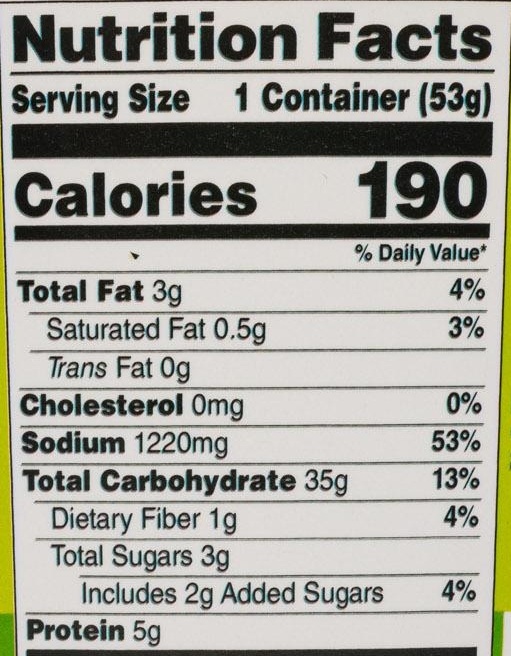 Nutrition Facts
Serving Size 1 Container (53g)
Calories 190
% Daily Value*
Total Fat 3g 4%
Saturated Fat 0.5g 3%
Trans Fat 0g
Cholesterol 0mg 0%
Sodium 1220mg 53%
Total Carbohydrate 35g 13%
Dietary Fiber 1g 4%
Total Sugars 3g
Includes 2g Added Sugars 4%
Protein 5g